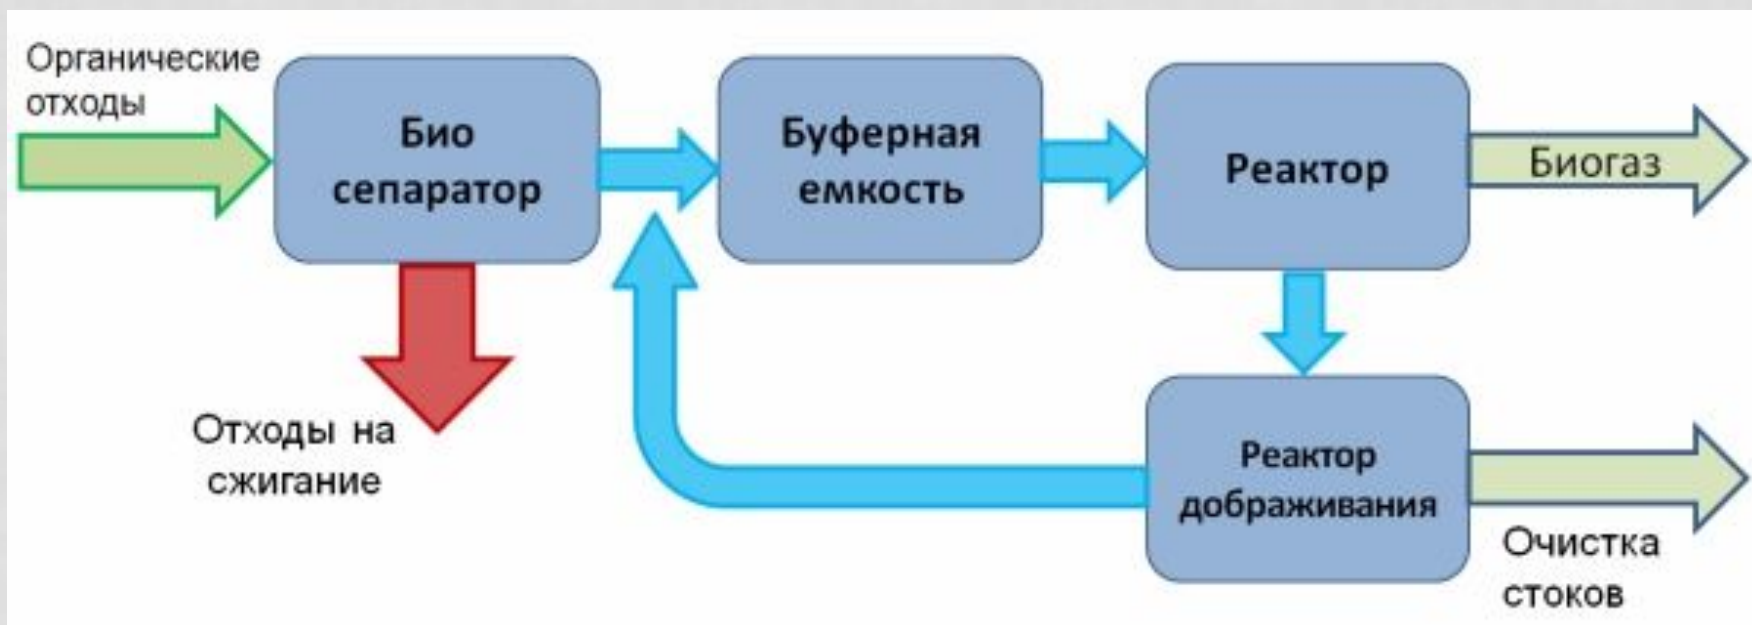 Органические
отходы
Био
сепаратор
Буферная
емкость
Реактор
Биогаз
Отходы на
сжигание
Реактор
дображивания
Очистка
стоков